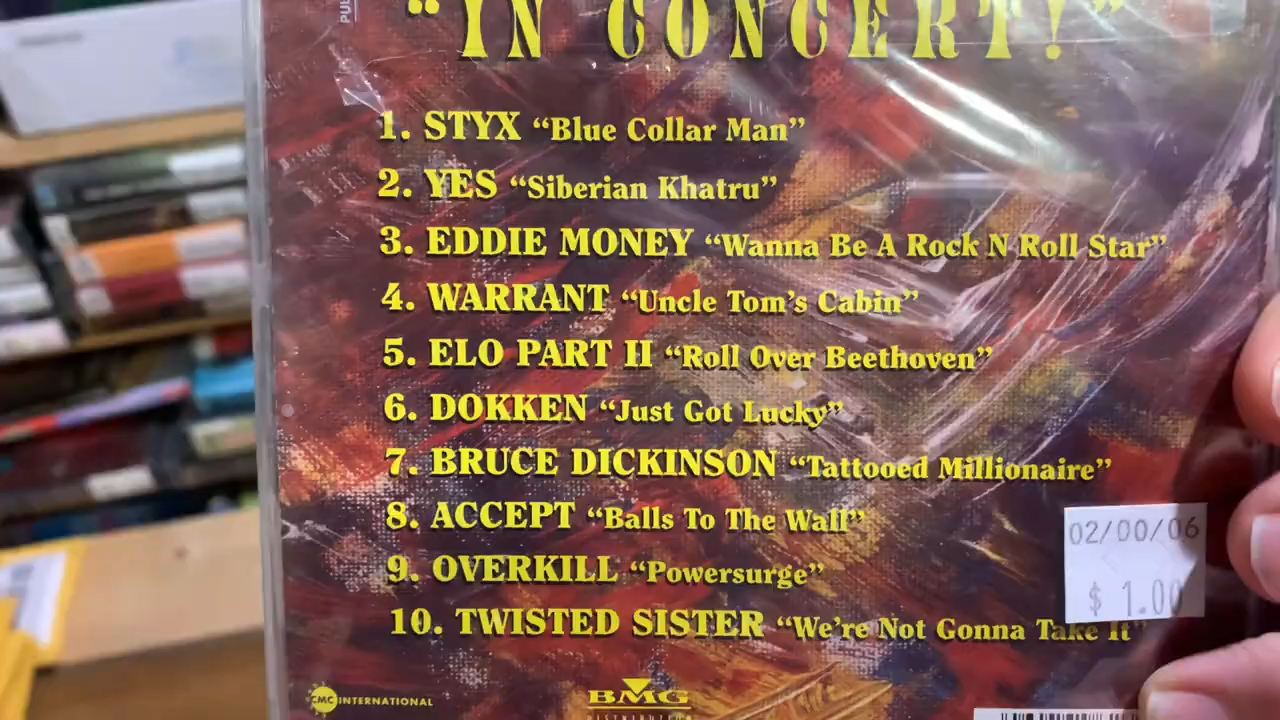 PUL
“IN CONCERT!”
1. STYX “Blue Collar Man”
2. YES “Siberian Khatru”
3. EDDIE MONEY “Wanna Be A Rock N Roll Star”
4. WARRANT “Uncle Tom’s Cabin”
5. ELO PART II “Roll Over Beethoven”
6. DOKKEN “Just Got Lucky”
7. BRUCE DICKINSON “Tattooed Millionaire”
8. ACCEPT “Balls To The Wall”
9. OVERKILL “Powersurge”
10. TWISTED SISTER “We’re Not Gonna Take It”
02/00/06
$ 1.00
CMC INTERNATIONAL
BMG
DISTRIBUTION